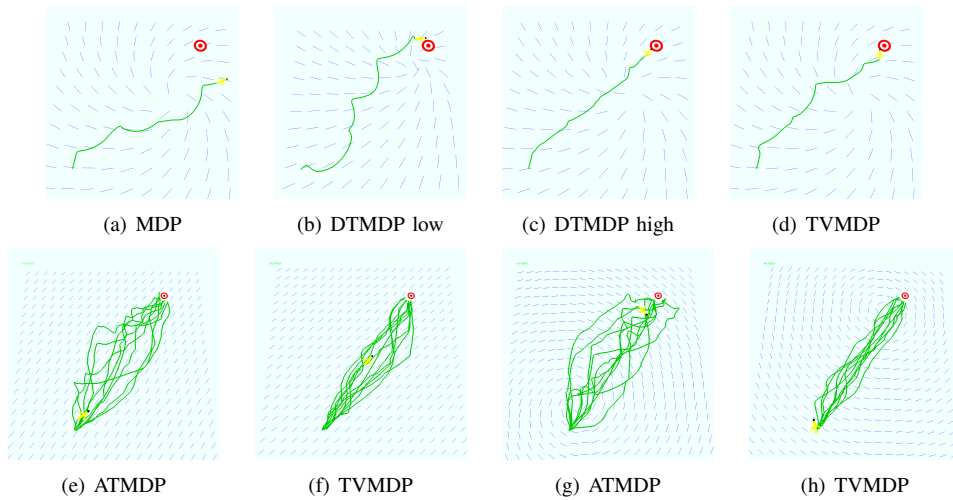 (a) MDP
(b) DTMDP low
(c) DTMDP high
(d) TVMDP
(e) ATMDP
(f) TVMDP
(g) ATMDP
(h) TVMDP